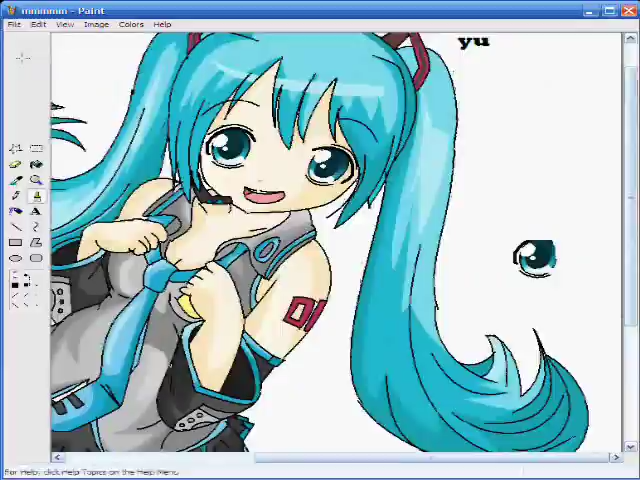 mmmmm - Paint
File Edit View Image Colors Help
yu
A
01
For Help, click Help Topics on the Help Menu.